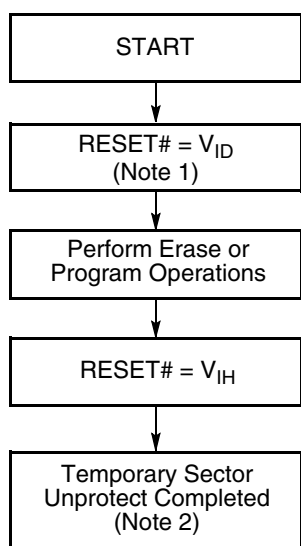 START
RESET# = V_ID
(Note 1)
Perform Erase or
Program Operations
RESET# = V_IH
Temporary Sector
Unprotect Completed
(Note 2)